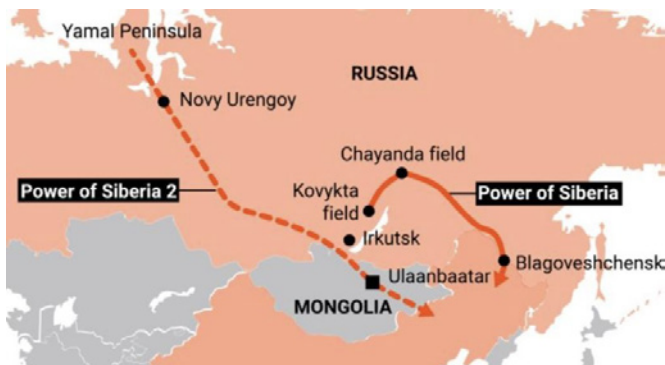 Yamal Peninsula
RUSSIA
Novy Urengoy
Chayanda field
Power of Siberia 2
Kovykta
field
Power of Siberia
Irkutsk
Blagoveshchensk
Ulaanbaatar
MONGOLIA